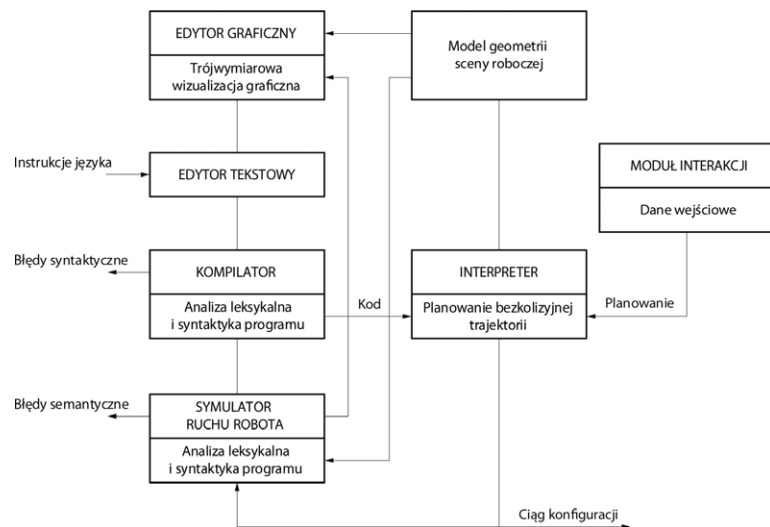 EDYTOR GRAFICZNY
Trójwymiarowa
wizualizacja graficzna
Model geometrii
sceny roboczej
Instrukcje języka
EDYTOR TEKSTOWY
MODUŁ INTERAKCJI
Dane wejściowe
Błędy syntaktyczne
KOMPILATOR
Analiza leksykalna
i syntaktyka programu
Kod
INTERPRETER
Planowanie bezkolizyjnej
trajektorii
Planowanie
Błędy semantyczne
SYMULATOR
RUCHU ROBOTA
Analiza leksykalna
i syntaktyka programu
Ciąg konfiguracji